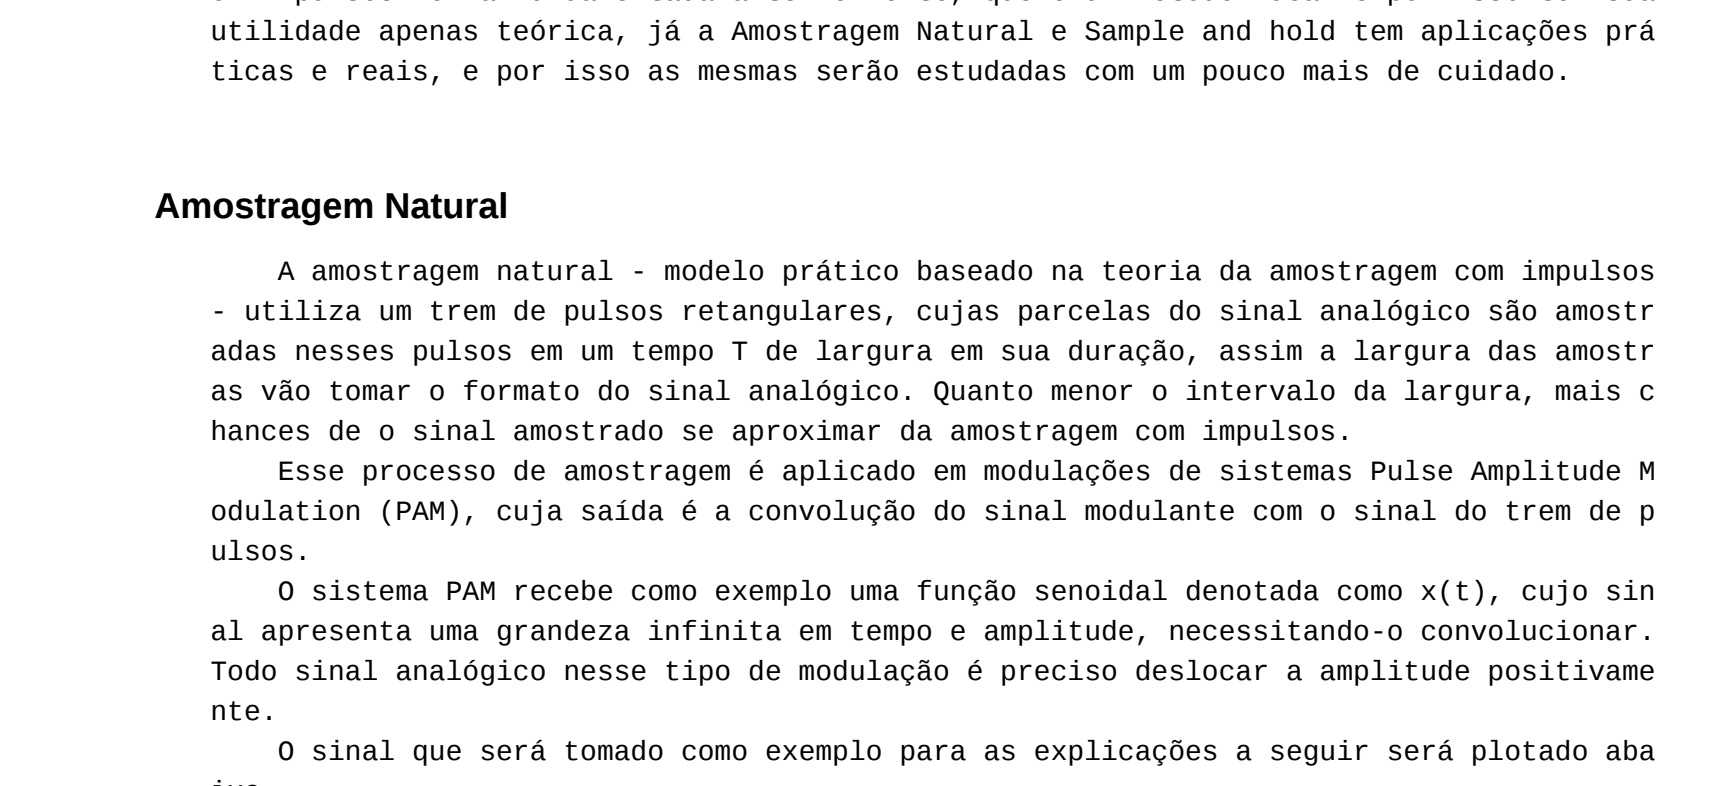 utilidade apenas teórica, já a Amostragem Natural e Sample and hold tem aplicações prá
ticas e reais, e por isso as mesmas serão estudadas com um pouco mais de cuidado.
Amostragem Natural
A amostragem natural - modelo prático baseado na teoria da amostragem com impulsos
- utiliza um trem de pulsos retangulares, cujas parcelas do sinal analógico são amostr
adas nesses pulsos em um tempo T de largura em sua duração, assim a largura das amostr
as vão tomar o formato do sinal analógico. Quanto menor o intervalo da largura, mais c
hances de o sinal amostrado se aproximar da amostragem com impulsos.
Esse processo de amostragem é aplicado em modulações de sistemas Pulse Amplitude M
odulation (PAM), cuja saída é a convolução do sinal modulante com o sinal do trem de p
ulsos.
O sistema PAM recebe como exemplo uma função senoidal denotada como x(t), cujo sin
al apresenta uma grandeza infinita em tempo e amplitude, necessitando-o convolucionar.
Todo sinal analógico nesse tipo de modulação é preciso deslocar a amplitude positivame
nte.
O sinal que será tomado como exemplo para as explicações a seguir será plotado aba